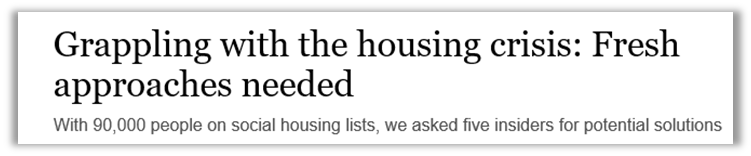 Grappling with the housing crisis: Fresh
approaches needed
With 90,000 people on social housing lists, we asked five insiders for potential solutions